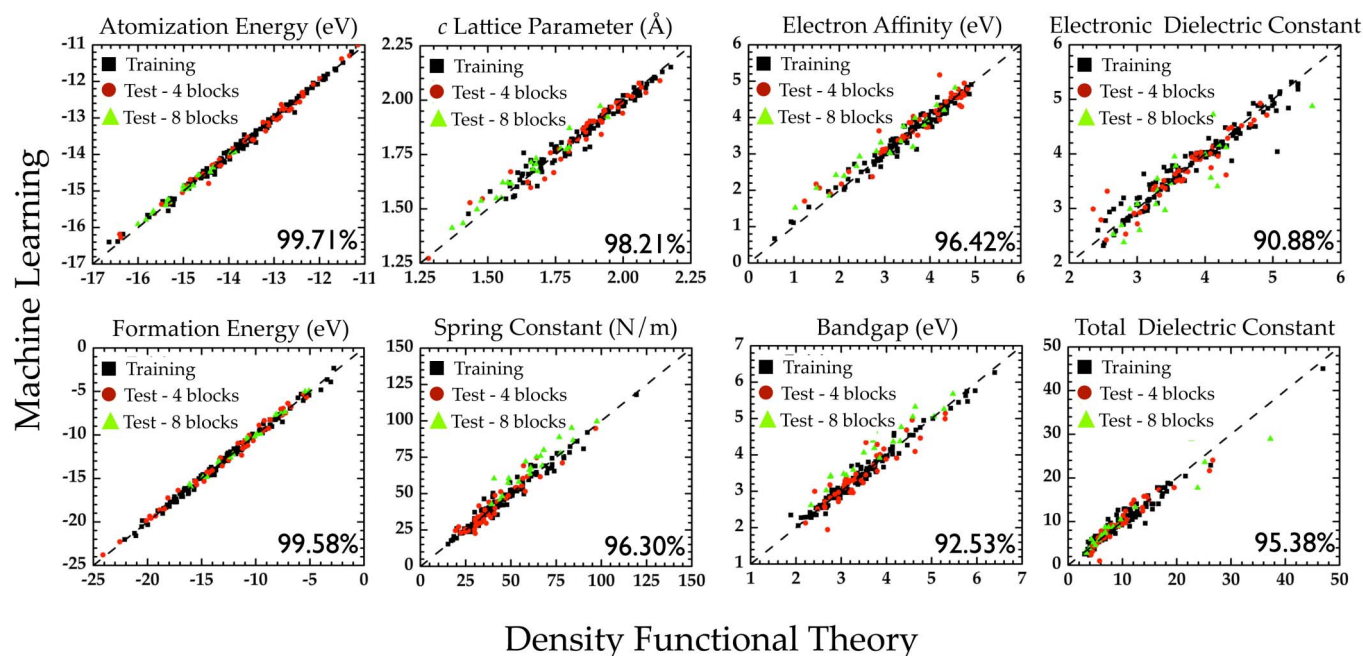 Machine Learning
Atomization Energy (eV)
-11
-12
-13
-14
-15
-16
-17
Training
Test - 4 blocks
Test - 8 blocks
99.71%
-17 -16 -15 -14 -13 -12 -11
c Lattice Parameter (Å)
2.25
2.00
1.75
1.50
1.25
Training
Test - 4 blocks
Test - 8 blocks
98.21%
1.25 1.50 1.75 2.00 2.25
Electron Affinity (eV)
6
5
4
3
2
1
0
Training
Test - 4 blocks
Test - 8 blocks
96.42%
0 1 2 3 4 5 6
Electronic Dielectric Constant
6
5
4
3
2
Training
Test - 4 blocks
Test - 8 blocks
90.88%
2 3 4 5 6
Formation Energy (eV)
0
-5
-10
-15
-20
-25
Training
Test - 4 blocks
Test - 8 blocks
99.58%
-25 -20 -15 -10 -5 0
Spring Constant (N/m)
150
125
100
75
50
25
0
Training
Test - 4 blocks
Test - 8 blocks
96.30%
0 25 50 75 100 125 150
Bandgap (eV)
7
6
5
4
3
2
1
Training
Test - 4 blocks
Test - 8 blocks
92.53%
1 2 3 4 5 6 7
Total Dielectric Constant
50
40
30
20
10
0
Training
Test - 4 blocks
Test - 8 blocks
95.38%
0 10 20 30 40 50
Density Functional Theory